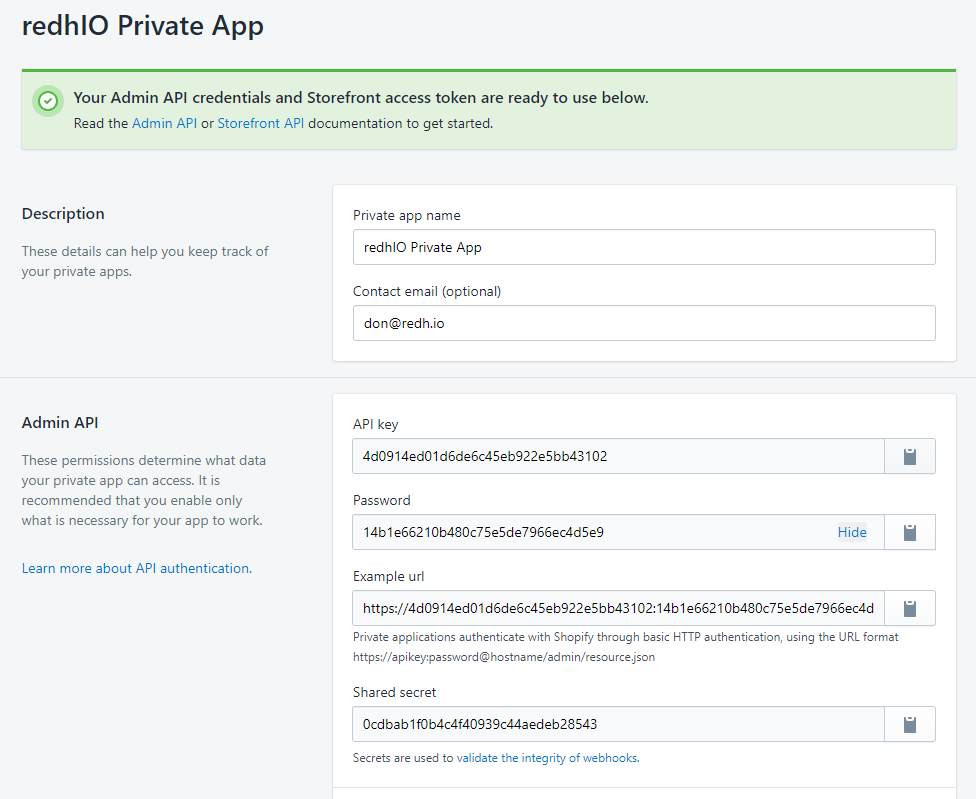 redhIO Private App
Your Admin API credentials and Storefront access token are ready to use below.
Read the Admin API or Storefront API documentation to get started.
Description
These details can help you keep track of
your private apps.
Private app name
redhIO Private App
Contact email (optional)
don@redh.io
Admin API
These permissions determine what data
your private app can access. It is
recommended that you enable only
what is necessary for your app to work.
Learn more about API authentication.
API key
4d0914ed01d6de6c45eb922e5bb43102
Password
14b1e66210b480c75e5de7966ec4d5e9
Hide
Example url
https://4d0914ed01d6de6c45eb922e5bb43102:14b1e66210b480c75e5de7966ec4d
Private applications authenticate with Shopify through basic HTTP authentication, using the URL format
https://apikey:password@hostname/admin/resource.json
Shared secret
0cdbab1f0b4c4f40939c44aedeb28543
Secrets are used to validate the integrity of webhooks.